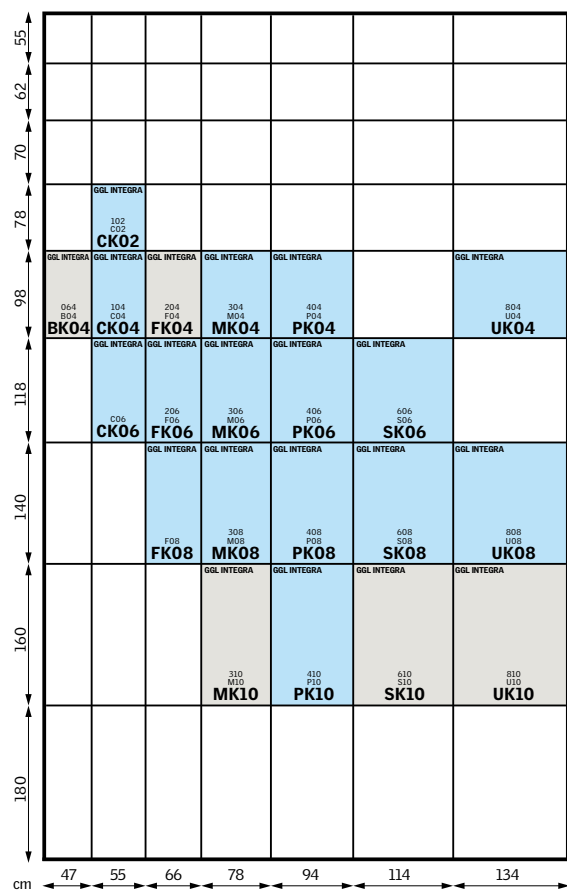 55
62
70
78
GGL INTEGRA
102
C02
CK02
98
GGL INTEGRA
064
B04
BK04
GGL INTEGRA
104
C04
CK04
GGL INTEGRA
204
F04
FK04
GGL INTEGRA
304
M04
MK04
GGL INTEGRA
404
P04
PK04
GGL INTEGRA
804
U04
UK04
118
GGL INTEGRA
C06
CK06
GGL INTEGRA
206
F06
FK06
GGL INTEGRA
306
M06
MK06
GGL INTEGRA
406
P06
PK06
GGL INTEGRA
606
S06
SK06
140
GGL INTEGRA
F08
FK08
GGL INTEGRA
308
M08
MK08
GGL INTEGRA
408
P08
PK08
GGL INTEGRA
608
S08
SK08
GGL INTEGRA
808
U08
UK08
160
GGL INTEGRA
310
M10
MK10
GGL INTEGRA
410
P10
PK10
GGL INTEGRA
610
S10
SK10
GGL INTEGRA
810
U10
UK10
180
cm 47 55 66 78 94 114 134